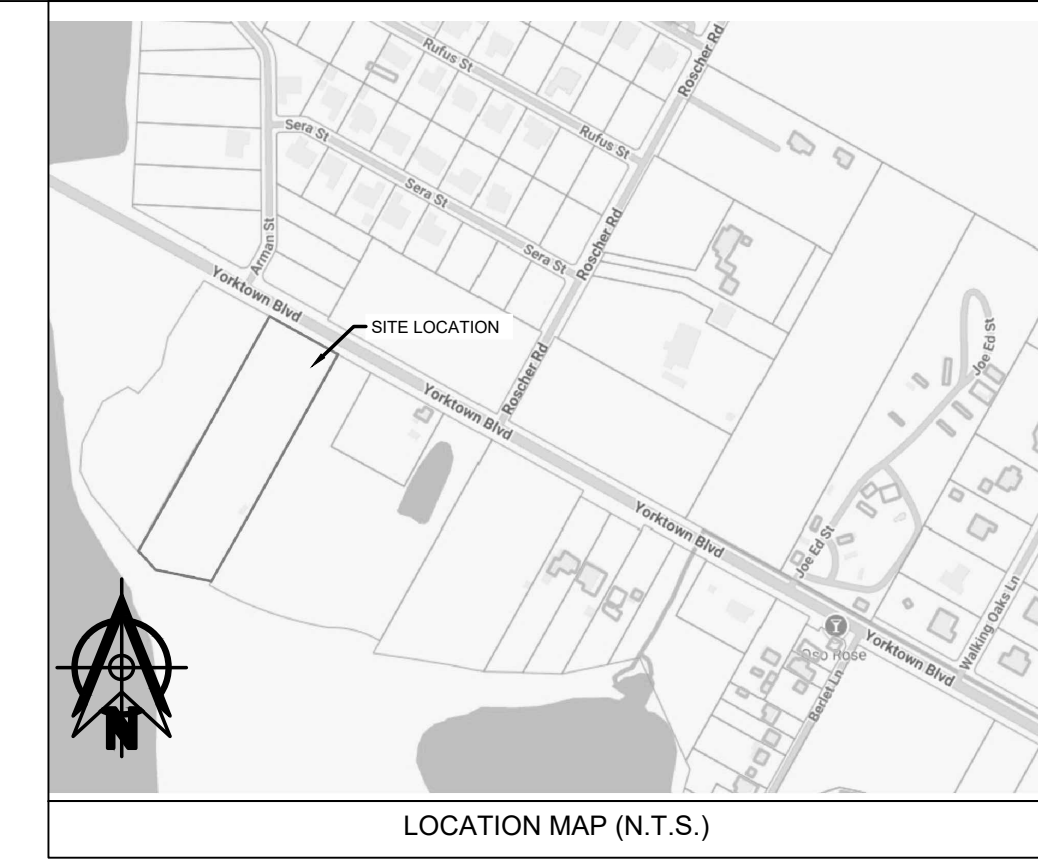 Rufus St
Roscher Rd
Sera St
Rufus St
Sera St
Roscher Rd
Arman St
Sera St
Yorktown Blvd
SITE LOCATION
Joe Ed St
Roscher Rd
Yorktown Blvd
Yorktown Blvd
Joe Ed St
Walking Oaks Ln
Oso Rose
Yorktown Blvd
Berlet Ln
N
LOCATION MAP (N.T.S.)